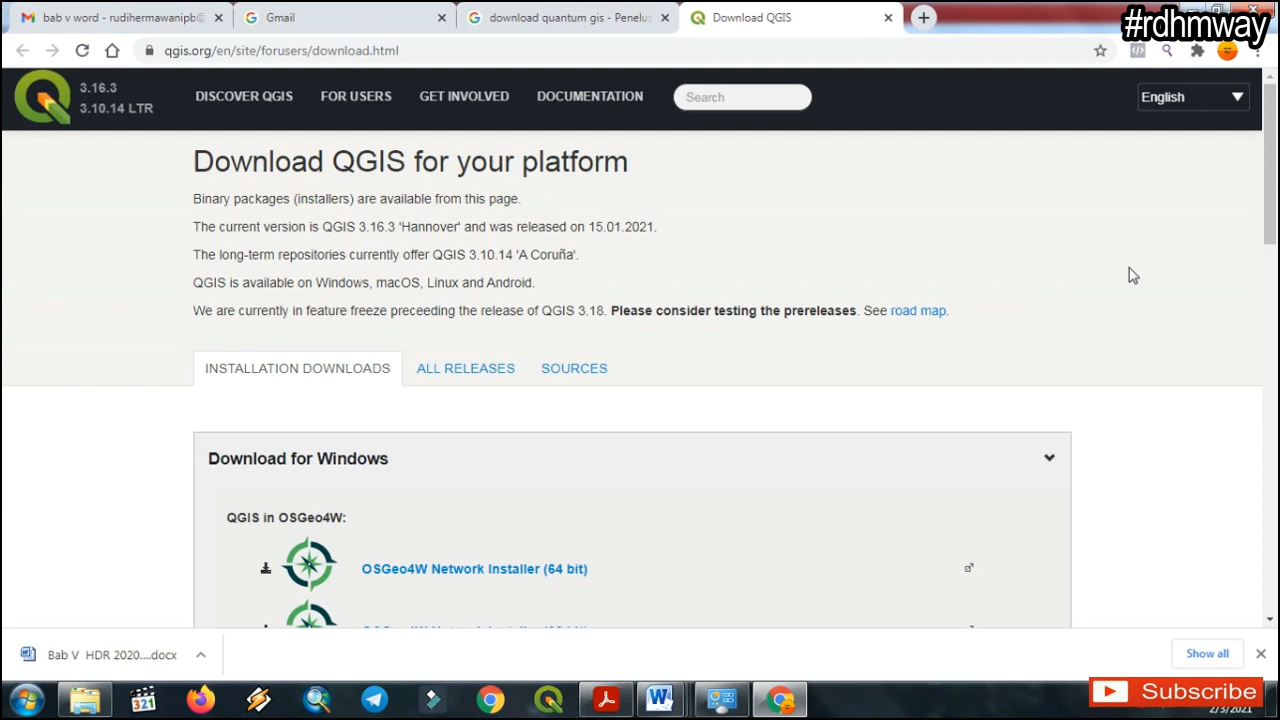 bab v word - rudihermawanipb@
Gmail
download quantum gis - Penelus
Download QGIS
#rdhmway
qgis.org/en/site/forusers/download.html
3.16.3
3.10.14 LTR
DISCOVER QGIS
FOR USERS
GET INVOLVED
DOCUMENTATION
Search
English
Download QGIS for your platform
Binary packages (installers) are available from this page.
The current version is QGIS 3.16.3 'Hannover' and was released on 15.01.2021.
The long-term repositories currently offer QGIS 3.10.14 'A Coruña'.
QGIS is available on Windows, macOS, Linux and Android.
We are currently in feature freeze preceeding the release of QGIS 3.18. Please consider testing the prereleases. See road map.
INSTALLATION DOWNLOADS
ALL RELEASES
SOURCES
Download for Windows
QGIS in OSGeo4W:
OSGeo4W Network Installer (64 bit)
Bab V HDR 2020....docx
Show all
321
Subscribe
2/3/2021